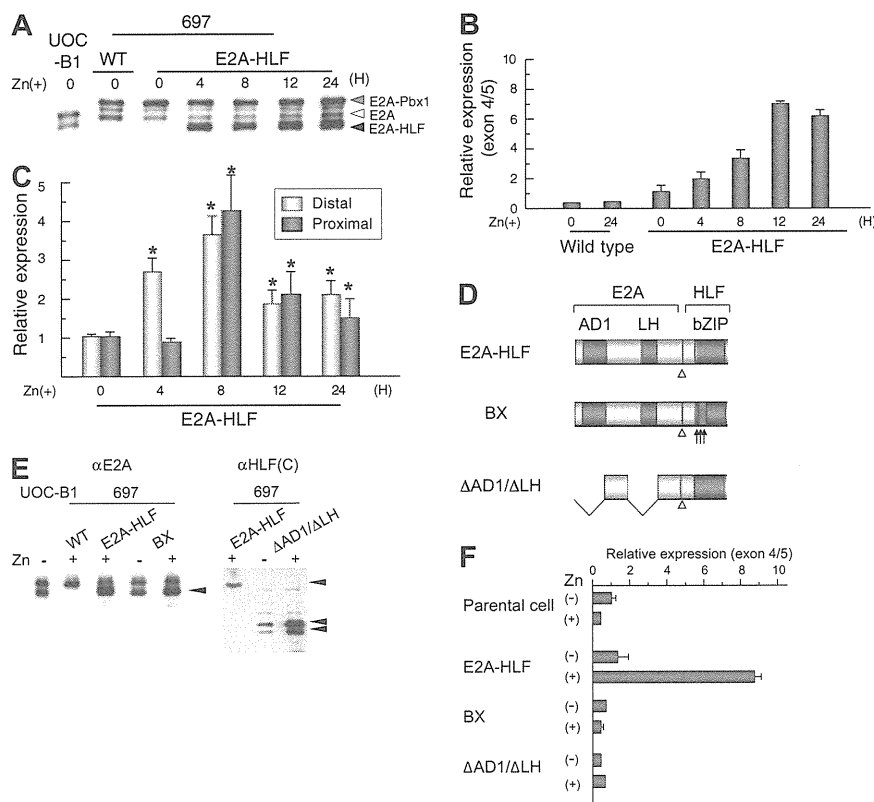 A
697
UOC
-B1
WT
E2A-HLF
Zn(+)
0
0
0
4
8
12
24
(H)
E2A-Pbx1
E2A
E2A-HLF
B
Relative expression
(exon 4/5)
10
8
6
4
2
0
Zn(+)
0
24
0
4
8
12
24
(H)
Wild type
E2A-HLF
C
Relative expression
5
4
3
2
1
Distal
Proximal
*
*
*
*
*
*
*
Zn(+)
0
4
8
12
24
(H)
E2A-HLF
D
E2A
HLF
AD1
LH
bZIP
E2A-HLF
BX
ΔAD1/ΔLH
E
αE2A
αHLF(C)
UOC-B1
697
697
WT
E2A-HLF
BX
E2A-HLF
ΔAD1/ΔLH
Zn
-
+
+
-
+
+
-
+
F
Relative expression (exon 4/5)
Zn
0
2
4
6
8
10
Parental cell
(-)
(+)
E2A-HLF
(-)
(+)
BX
(-)
(+)
ΔAD1/ΔLH
(-)
(+)